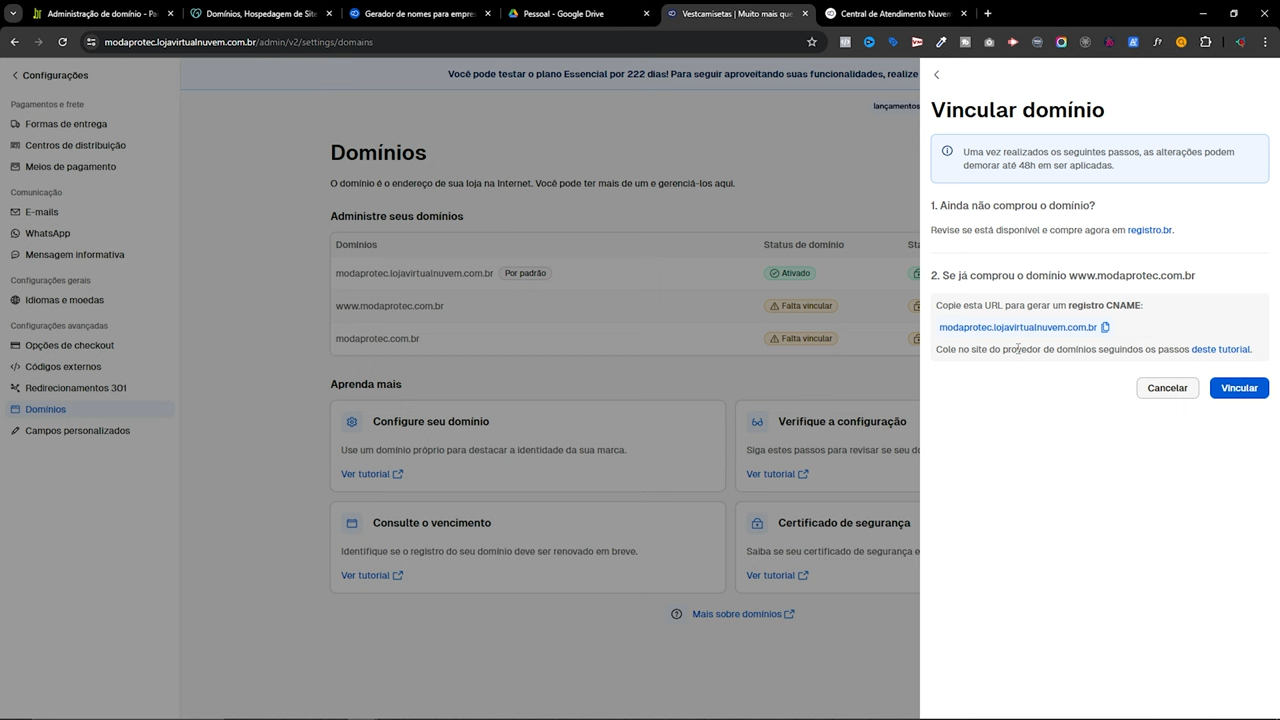 Administração de domínio - Pai
Domínios, Hospedagem de Site
Gerador de nomes para empres
Pessoal - Google Drive
Vestcamisetas | Muito mais que
Central de Atendimento Nuvem
modaprotec.lojavirtualnuvem.com.br/admin/v2/settings/domains
Configurações
Pagamentos e frete
Formas de entrega
Centros de distribuição
Meios de pagamento
Comunicação
E-mails
WhatsApp
Mensagem informativa
Configurações gerais
Idiomas e moedas
Configurações avançadas
Opções de checkout
Códigos externos
Redirecionamentos 301
Domínios
Campos personalizados
Você pode testar o plano Essencial por 222 dias! Para seguir aproveitando suas funcionalidades, realize
lançamentos
Domínios
O domínio é o endereço de sua loja na Internet. Você pode ter mais de um e gerenciá-los aqui.
Administre seus domínios
Domínios Status de domínio Sta
modaprotec.lojavirtualnuvem.com.br Por padrão Ativado
www.modaprotec.com.br Falta vincular
modaprotec.com.br Falta vincular
Aprenda mais
Configure seu domínio
Use um domínio próprio para destacar a identidade da sua marca.
Ver tutorial
Verifique a configuração
Siga estes passos para revisar se seu do
Ver tutorial
Consulte o vencimento
Identifique se o registro do seu domínio deve ser renovado em breve.
Ver tutorial
Certificado de segurança
Saiba se seu certificado de segurança e
Ver tutorial
Mais sobre domínios
Vincular domínio
Uma vez realizados os seguintes passos, as alterações podem
demorar até 48h em ser aplicadas.
1. Ainda não comprou o domínio?
Revise se está disponível e compre agora em registro.br.
2. Se já comprou o domínio www.modaprotec.com.br
Copie esta URL para gerar um registro CNAME:
modaprotec.lojavirtualnuvem.com.br
Cole no site do provedor de domínios seguindo os passos deste tutorial.
Cancelar
Vincular